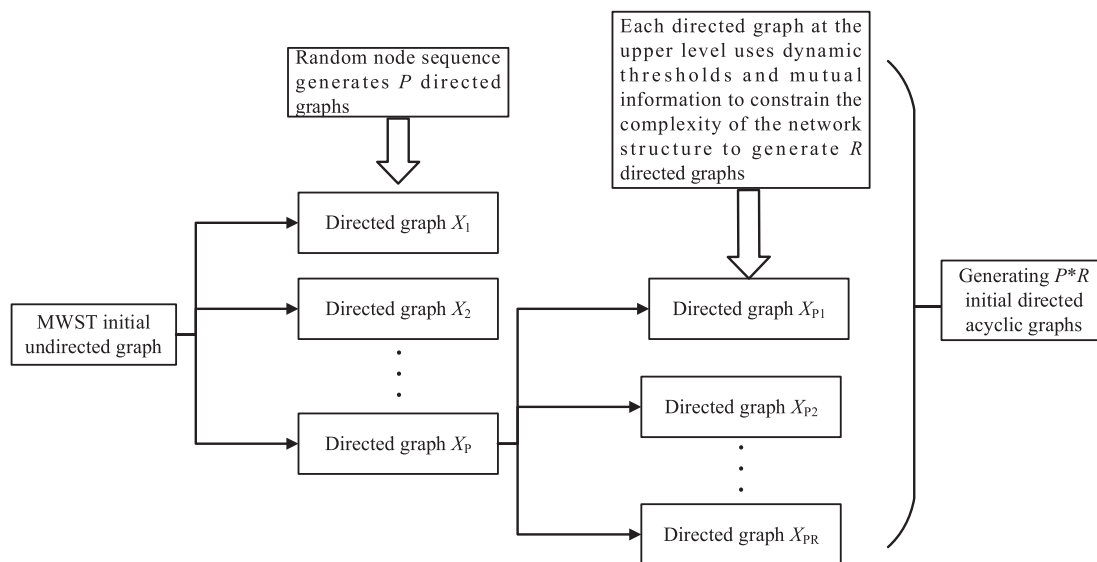 Random node sequence
generates P directed
graphs
Each directed graph at the
upper level uses dynamic
thresholds and mutual
information to constrain the
complexity of the network
structure to generate R
directed graphs
MWST initial
undirected graph
Directed graph X1
Directed graph X2
Directed graph XP
Directed graph XP1
Directed graph XP2
Directed graph XPR
Generating P*R
initial directed
acyclic graphs